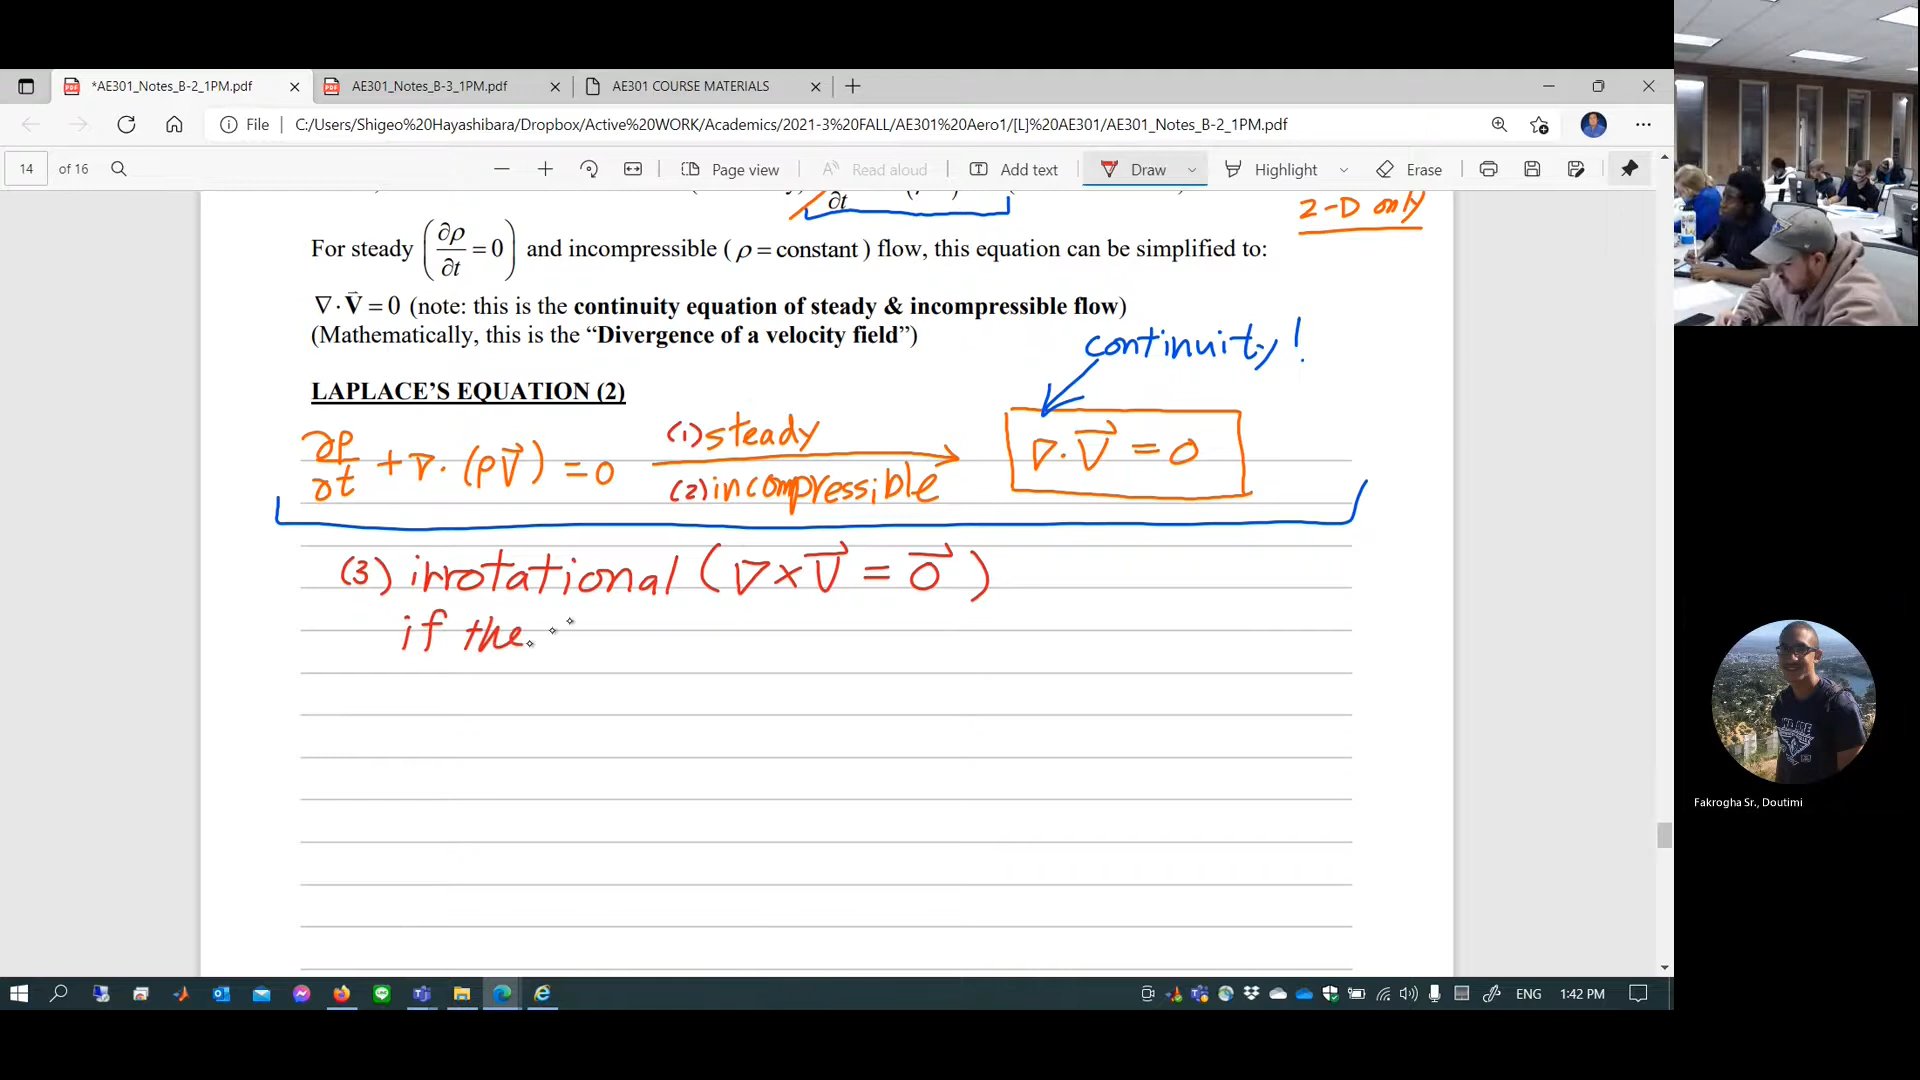 *AE301_Notes_B-2_1PM.pdf
AE301_Notes_B-3_1PM.pdf
AE301 COURSE MATERIALS
File
C:/Users/Shigeo%20Hayashibara/Dropbox/Active%20WORK/Academics/2021-3%20FALL/AE301%20Aero1/[L]%20AE301/AE301_Notes_B-2_1PM.pdf
14 of 16
Page view
Read aloud
Add text
Draw
Highlight
Erase
∂t
2-D only
For steady (∂ρ/∂t = 0) and incompressible (ρ = constant) flow, this equation can be simplified to:
∇·V⃗ = 0 (note: this is the continuity equation of steady & incompressible flow)
(Mathematically, this is the “Divergence of a velocity field”)
continuity!
LAPLACE’S EQUATION (2)
∂ρ/∂t + ∇·(ρV⃗) = 0 (1) steady (2) incompressible ∇·V⃗ = 0
(3) irrotational (∇×V⃗ = 0⃗)
if the
Fakrogha Sr., Doutimi
ENG 1:42 PM